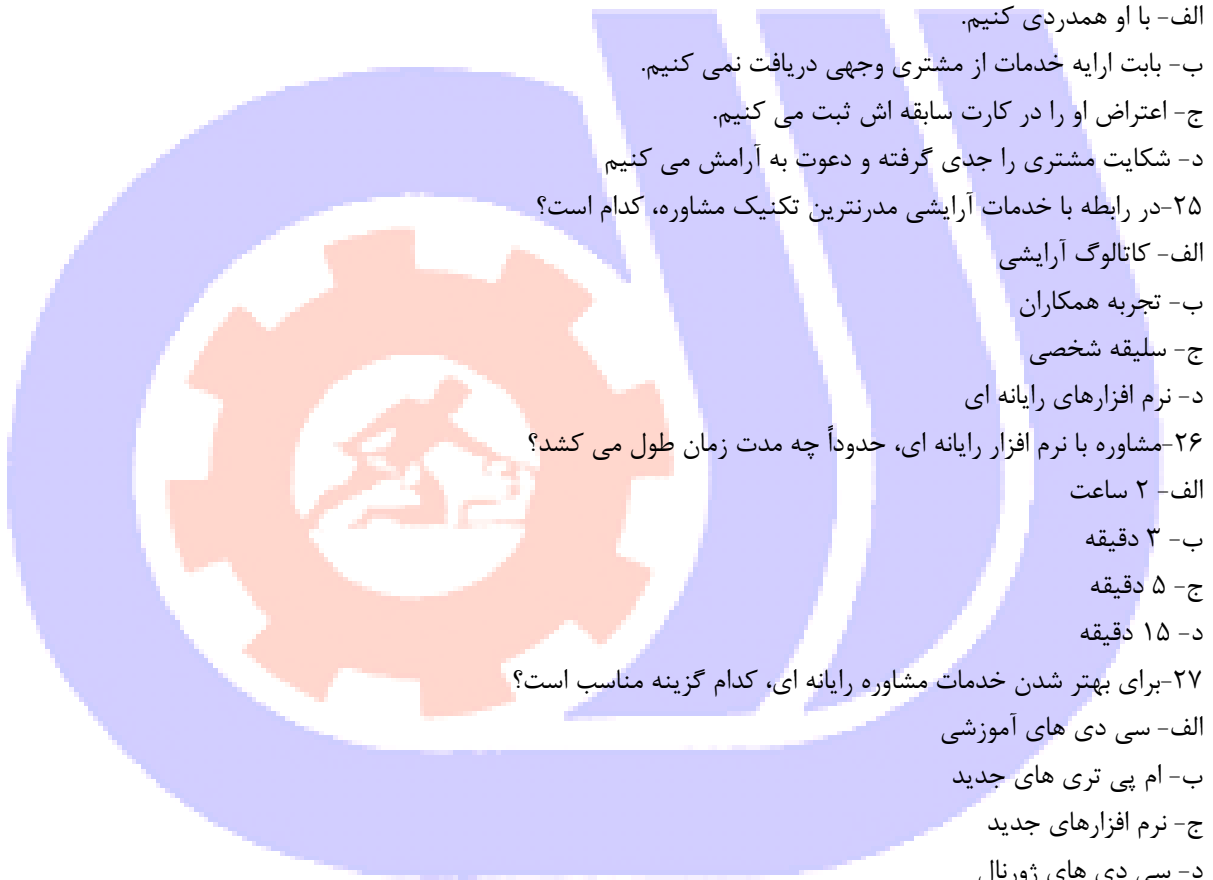 الف- با او همدردی کنیم.
ب- بابت ارایه خدمات از مشتری وجهی دریافت نمی کنیم.
ج- اعتراض او را در کارت سابقه اش ثبت می کنیم.
د- شکایت مشتری را جدی گرفته و دعوت به آرامش می کنیم
۲۵-در رابطه با خدمات آرایشی مدرنترین تکنیک مشاوره، کدام است؟
الف- کاتالوگ آرایشی
ب- تجربه همکاران
ج- سلیقه شخصی
د- نرم افزارهای رایانه ای
۲۶-مشاوره با نرم افزار رایانه ای، حدوداً چه مدت زمان طول می کشد؟
الف- ۲ ساعت
ب- ۳ دقیقه
ج- ۵ دقیقه
د- ۱۵ دقیقه
۲۷-برای بهتر شدن خدمات مشاوره رایانه ای، کدام گزینه مناسب است؟
الف- سی دی های آموزشی
ب- ام پی تری های جدید
ج- نرم افزارهای جدید
د- سی دی های ژورنال